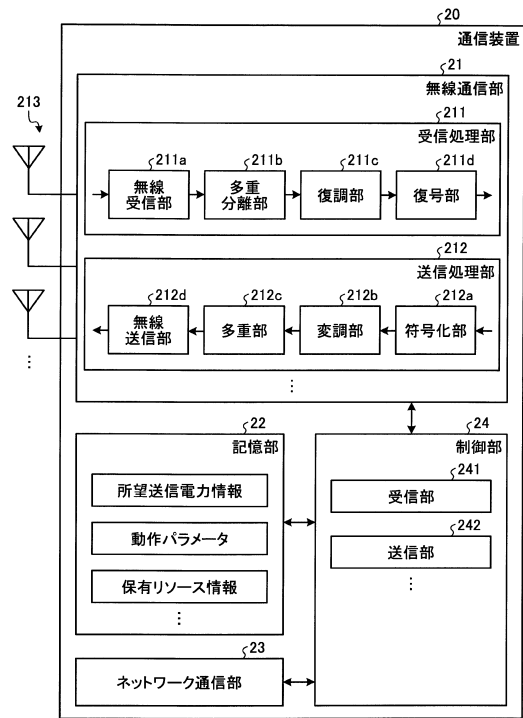 20
通信装置
21
無線通信部
213
211
受信処理部
211a
211b
211c
211d
無線
受信部
多重
分離部
復調部
復号部
212
送信処理部
212d
212c
212b
212a
無線
送信部
多重部
変調部
符号化部
⋮
…
22
記憶部
所望送信電力情報
動作パラメータ
保有リソース情報
⋮
24
制御部
241
受信部
242
送信部
⋮
23
ネットワーク通信部